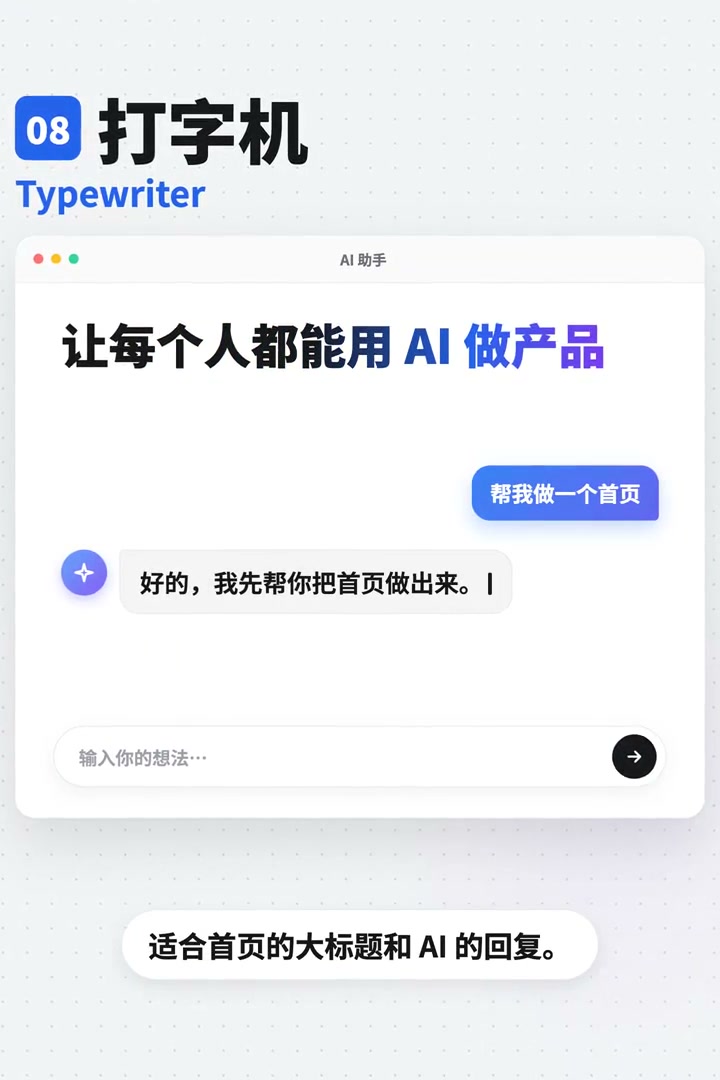 08 打字机
Typewriter
AI 助手
让每个人都能用 AI 做产品
帮我做一个首页
好的，我先帮你把首页做出来。
输入你的想法…
适合首页的大标题和 AI 的回复。